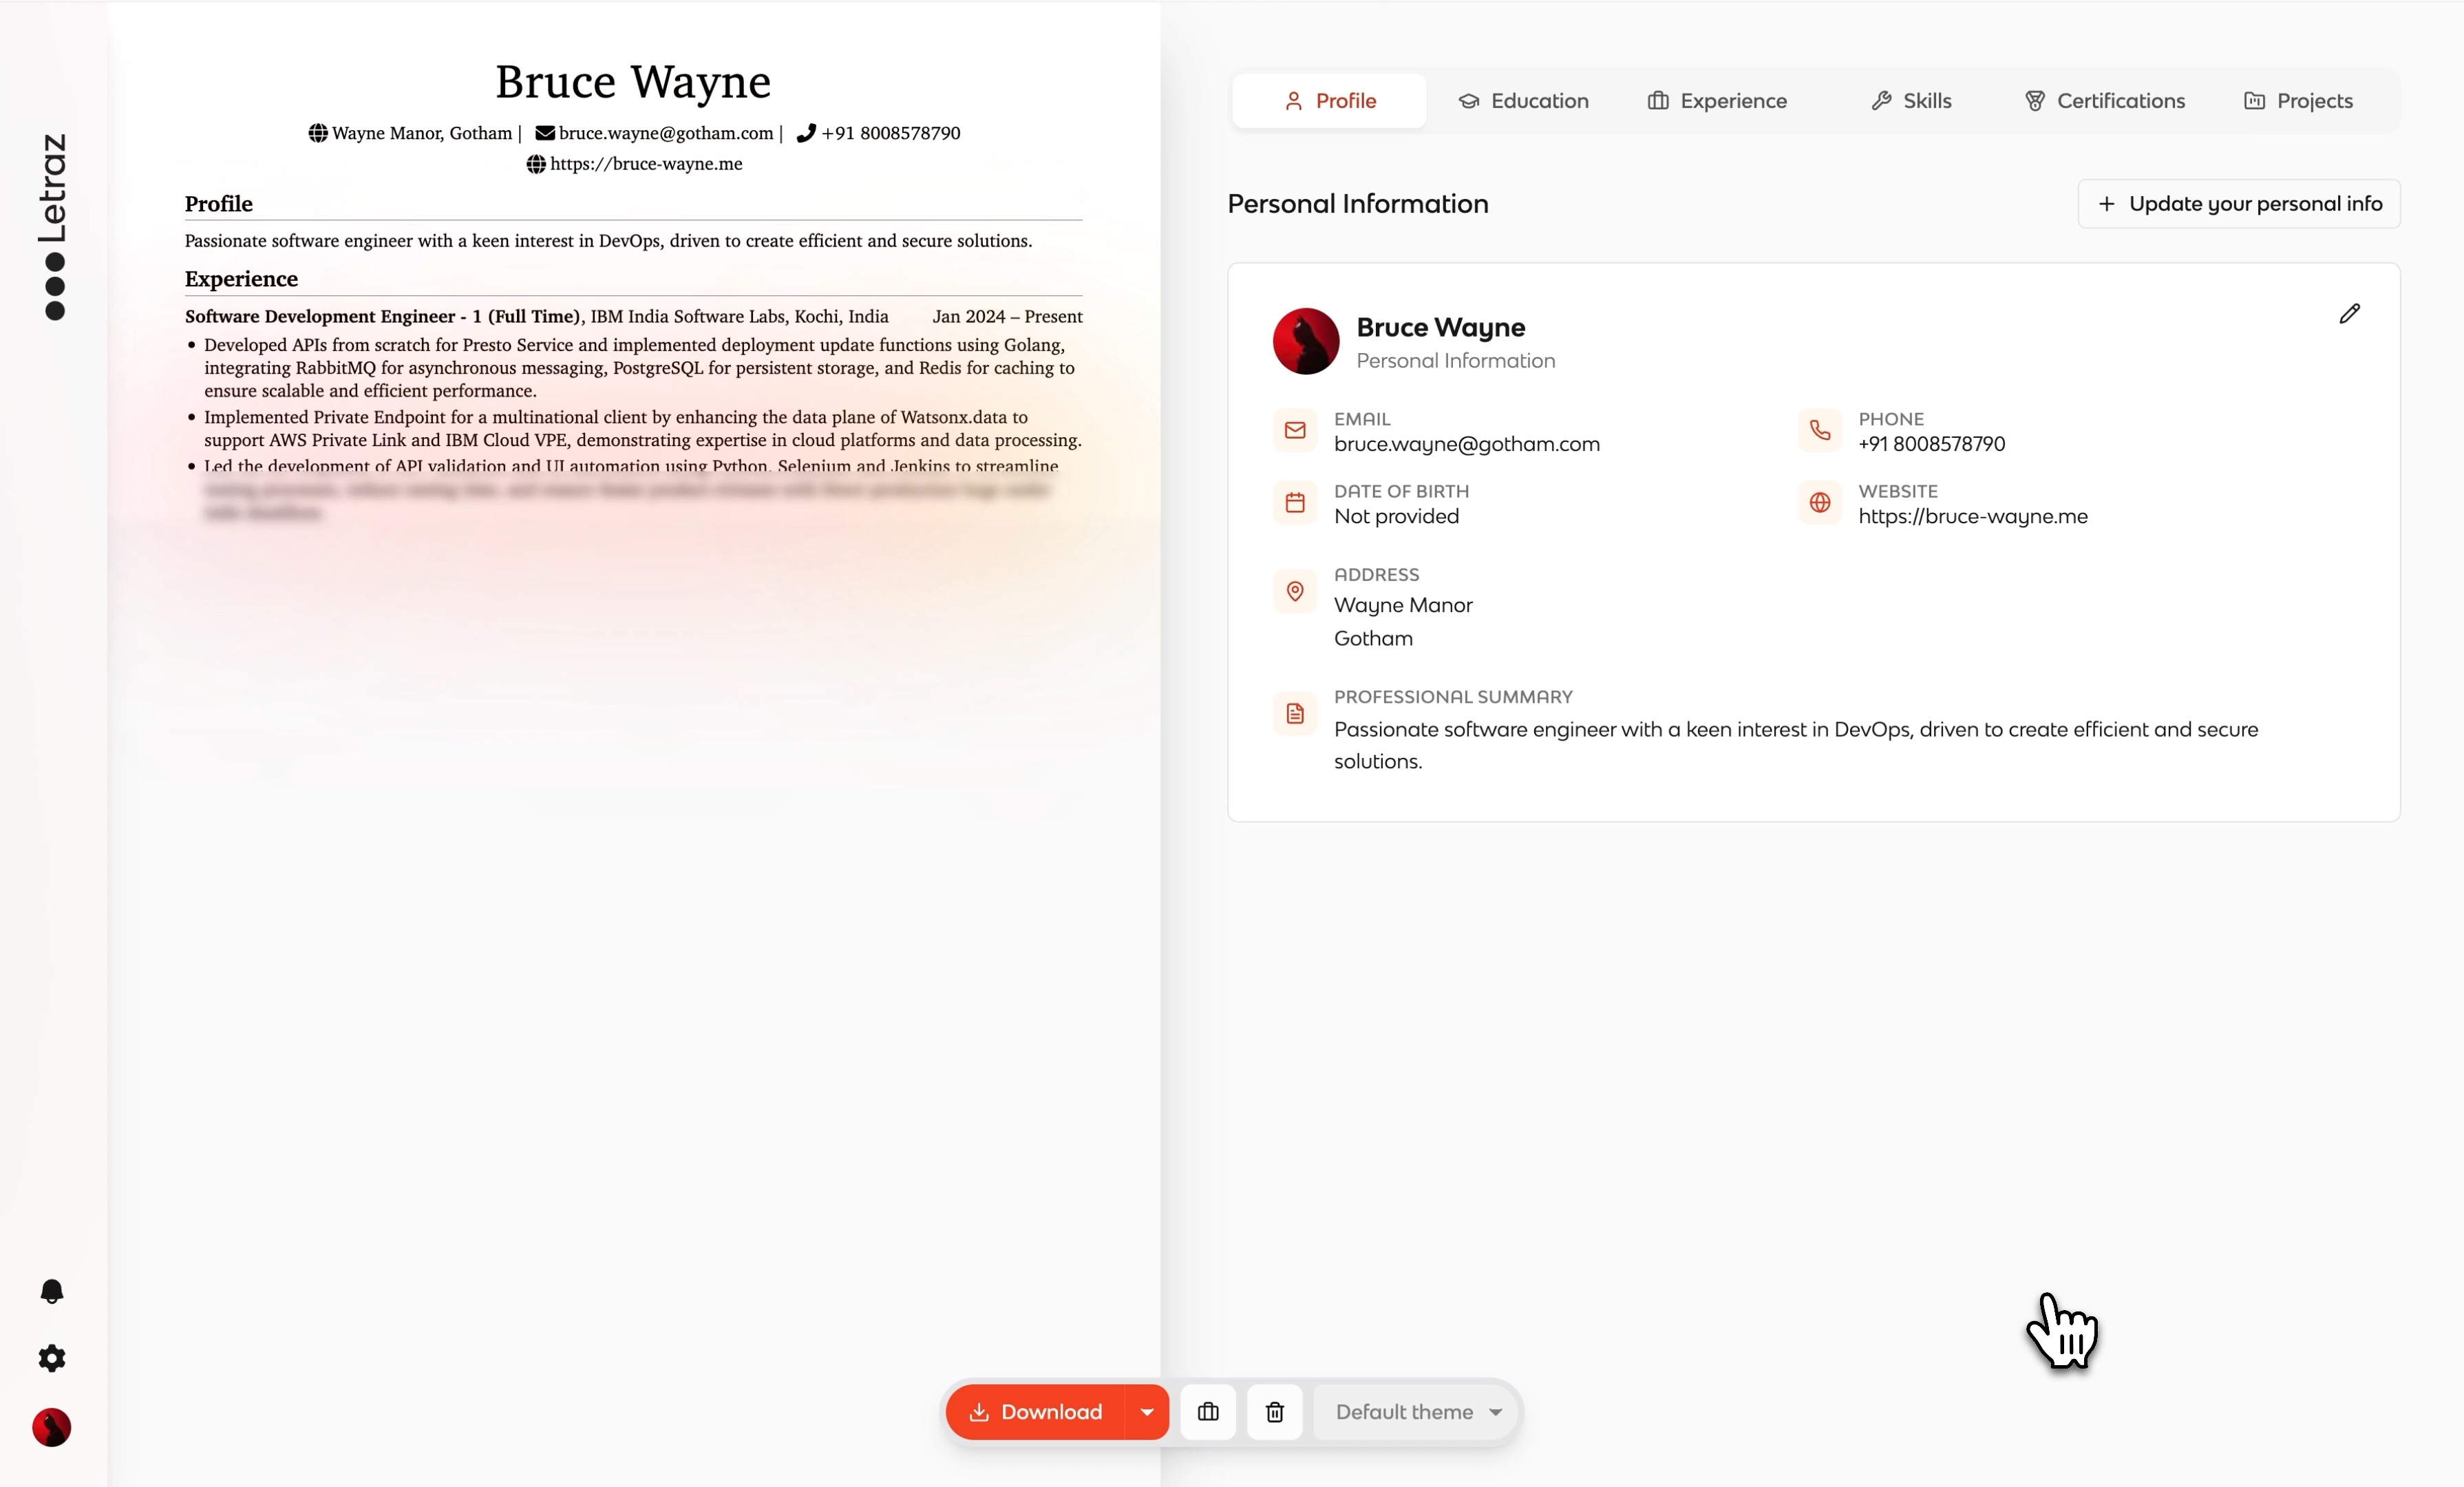 Letraz
Bruce Wayne
Wayne Manor, Gotham | bruce.wayne@gotham.com | +91 8008578790
https://bruce-wayne.me
Profile
Passionate software engineer with a keen interest in DevOps, driven to create efficient and secure solutions.
Experience
Software Development Engineer - 1 (Full Time), IBM India Software Labs, Kochi, India Jan 2024 – Present
• Developed APIs from scratch for Presto Service and implemented deployment update functions using Golang,
integrating RabbitMQ for asynchronous messaging, PostgreSQL for persistent storage, and Redis for caching to
ensure scalable and efficient performance.
• Implemented Private Endpoint for a multinational client by enhancing the data plane of Watsonx.data to
support AWS Private Link and IBM Cloud VPE, demonstrating expertise in cloud platforms and data processing.
• Led the development of API validation and UI automation using Python, Selenium and Jenkins to streamline
Profile Education Experience Skills Certifications Projects
Personal Information
+ Update your personal info
Bruce Wayne
Personal Information
EMAIL
bruce.wayne@gotham.com
PHONE
+91 8008578790
DATE OF BIRTH
Not provided
WEBSITE
https://bruce-wayne.me
ADDRESS
Wayne Manor
Gotham
PROFESSIONAL SUMMARY
Passionate software engineer with a keen interest in DevOps, driven to create efficient and secure
solutions.
Download
Default theme